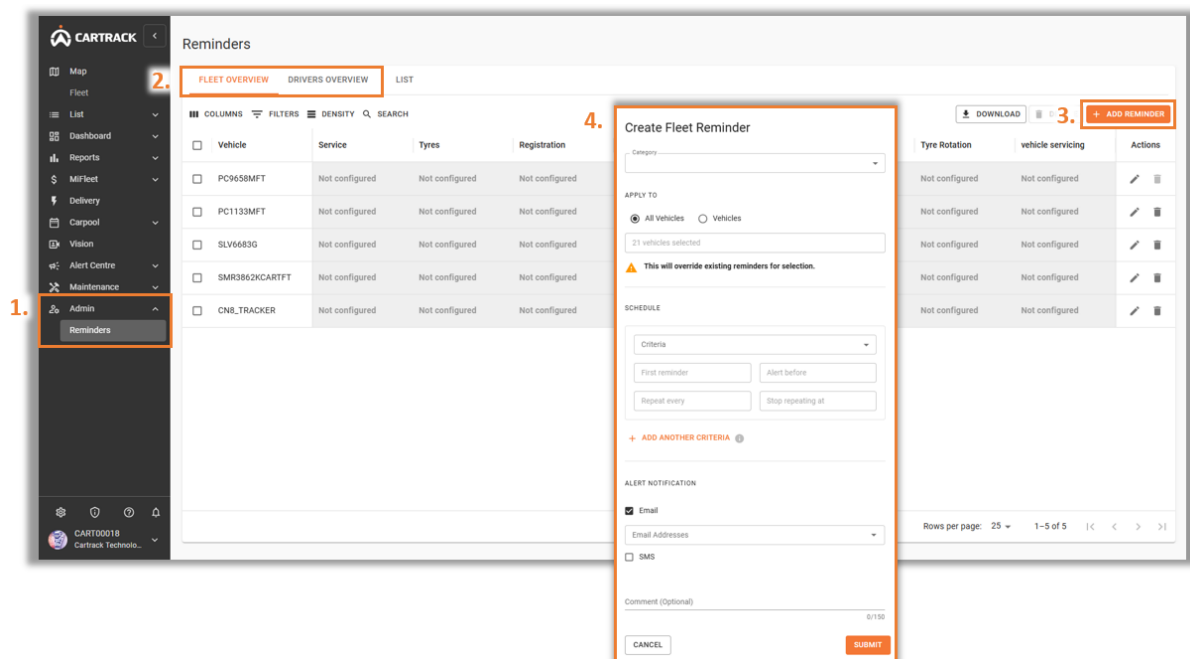 CARTRACK
Map
Fleet
List
Dashboard
Reports
MiFleet
Delivery
Carpool
Vision
Alert Centre
Maintenance
1.
Admin
Reminders
CART00018
Cartrack Technolo...
Reminders
2.
FLEET OVERVIEW DRIVERS OVERVIEW LIST
COLUMNS FILTERS DENSITY SEARCH
DOWNLOAD
3.
+ ADD REMINDER
Vehicle Service Tyres Registration Tyre Rotation vehicle servicing Actions
PC9658MFT Not configured Not configured Not configured Not configured Not configured
PC1133MFT Not configured Not configured Not configured Not configured Not configured
SLV6683G Not configured Not configured Not configured Not configured Not configured
SMR3862KCARTFT Not configured Not configured Not configured Not configured Not configured
CN8_TRACKER Not configured Not configured Not configured Not configured Not configured
Rows per page: 25 1–5 of 5
4.
Create Fleet Reminder
Category
APPLY TO
All Vehicles Vehicles
21 vehicles selected
This will override existing reminders for selection.
SCHEDULE
Criteria
First reminder Alert before
Repeat every Stop repeating at
+ ADD ANOTHER CRITERIA
ALERT NOTIFICATION
Email
Email Addresses
SMS
Comment (Optional)
0/150
CANCEL SUBMIT